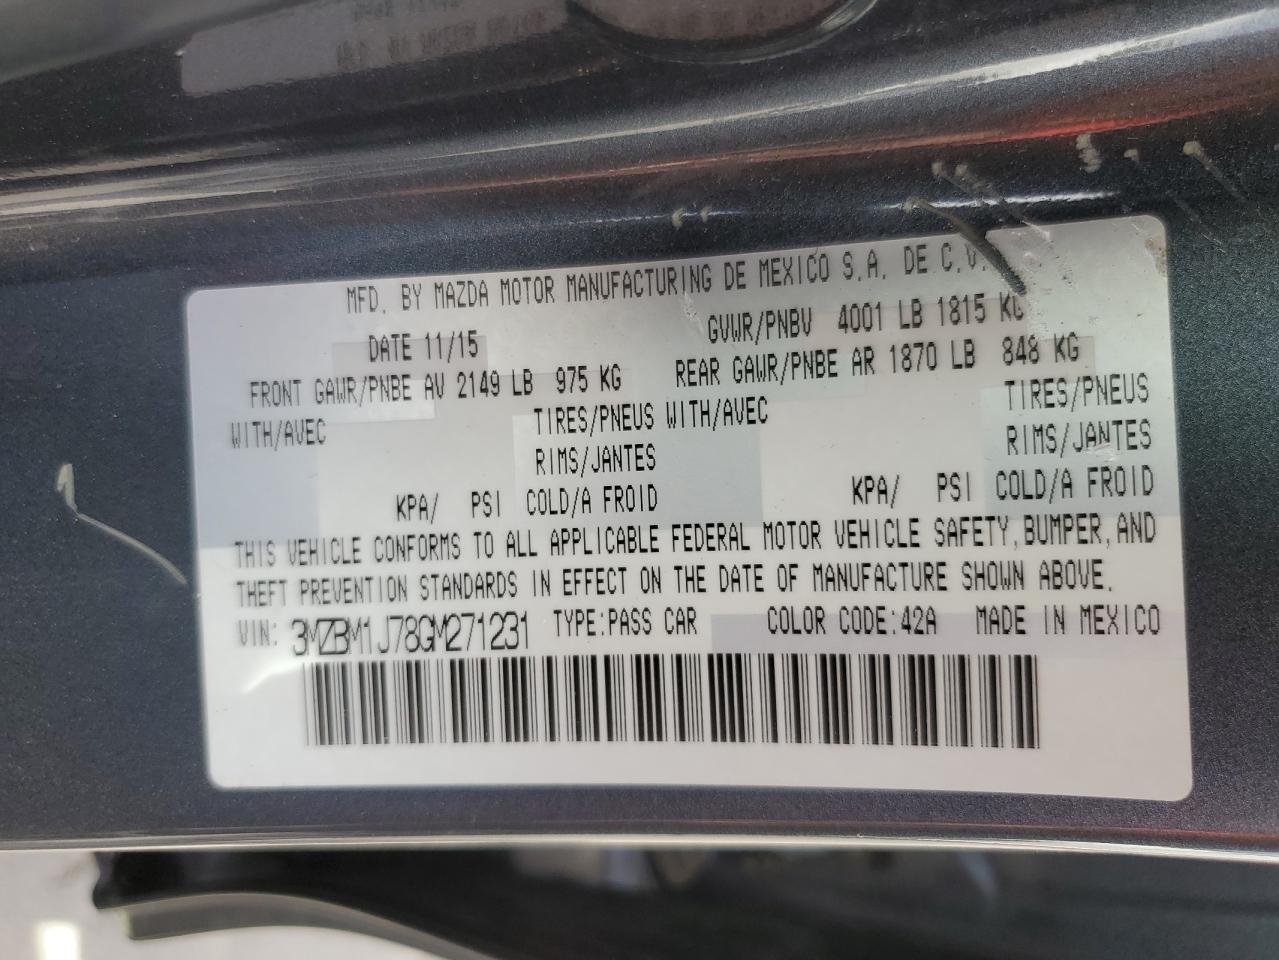 MFD. BY MAZDA MOTOR MANUFACTURING DE MEXICO S.A. DE C.V.
DATE 11/15 GVWR/PNBV 4001 LB 1815 KG
FRONT GAWR/PNBE AV 2149 LB 975 KG REAR GAWR/PNBE AR 1870 LB 848 KG
WITH/AVEC TIRES/PNEUS WITH/AVEC TIRES/PNEUS
RIMS/JANTES RIMS/JANTES
KPA/ PSI COLD/A FROID KPA/ PSI COLD/A FROID
THIS VEHICLE CONFORMS TO ALL APPLICABLE FEDERAL MOTOR VEHICLE SAFETY, BUMPER, AND
THEFT PREVENTION STANDARDS IN EFFECT ON THE DATE OF MANUFACTURE SHOWN ABOVE.
VIN: 3MZBM1J78GM271231 TYPE:PASS CAR COLOR CODE:42A MADE IN MEXICO